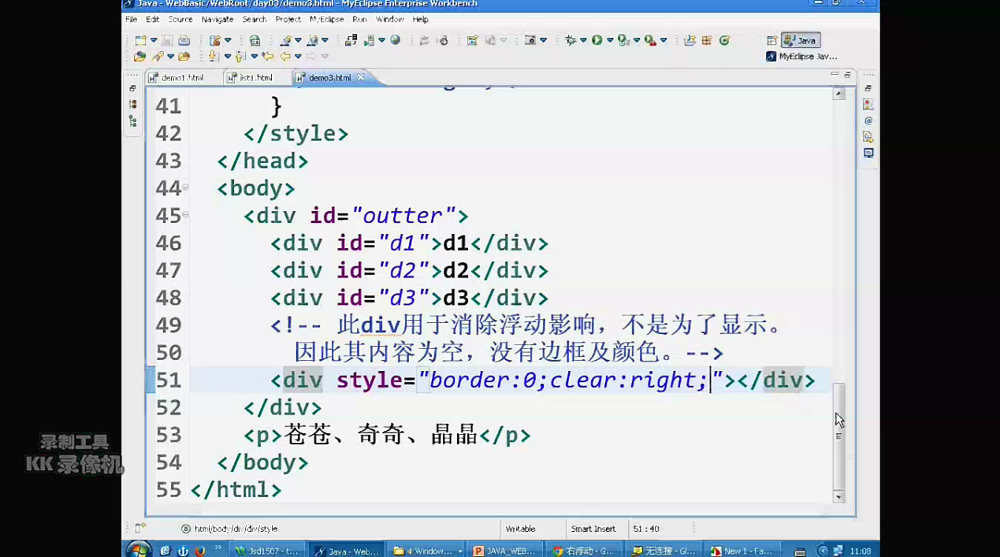 Java - WebBasic/WebRoot/day03/demo3.html - MyEclipse Enterprise Workbench
File Edit Source Navigate Search Project MyEclipse Run Window Help
Java
MyEclipse Jav...
demo1.html list1.html demo3.html
41 }
42 </style>
43 </head>
44 <body>
45 <div id="outter">
46 <div id="d1">d1</div>
47 <div id="d2">d2</div>
48 <div id="d3">d3</div>
49 <!-- 此div用于消除浮动影响，不是为了显示。
50 因此其内容为空，没有边框及颜色。-->
51 <div style="border:0;clear:right;"></div>
52 </div>
53 <p>苍苍、奇奇、晶晶</p>
54 </body>
55 </html>
录制工具
KK 录像机
html/body/div/div/style Writable Smart Insert 51 : 40
Jsd1507 - t... Java - Web... 4 Window... JAVA_WEB... 右浮动 - G... 无连接 - Gl... New 1 - Fa... 11:08